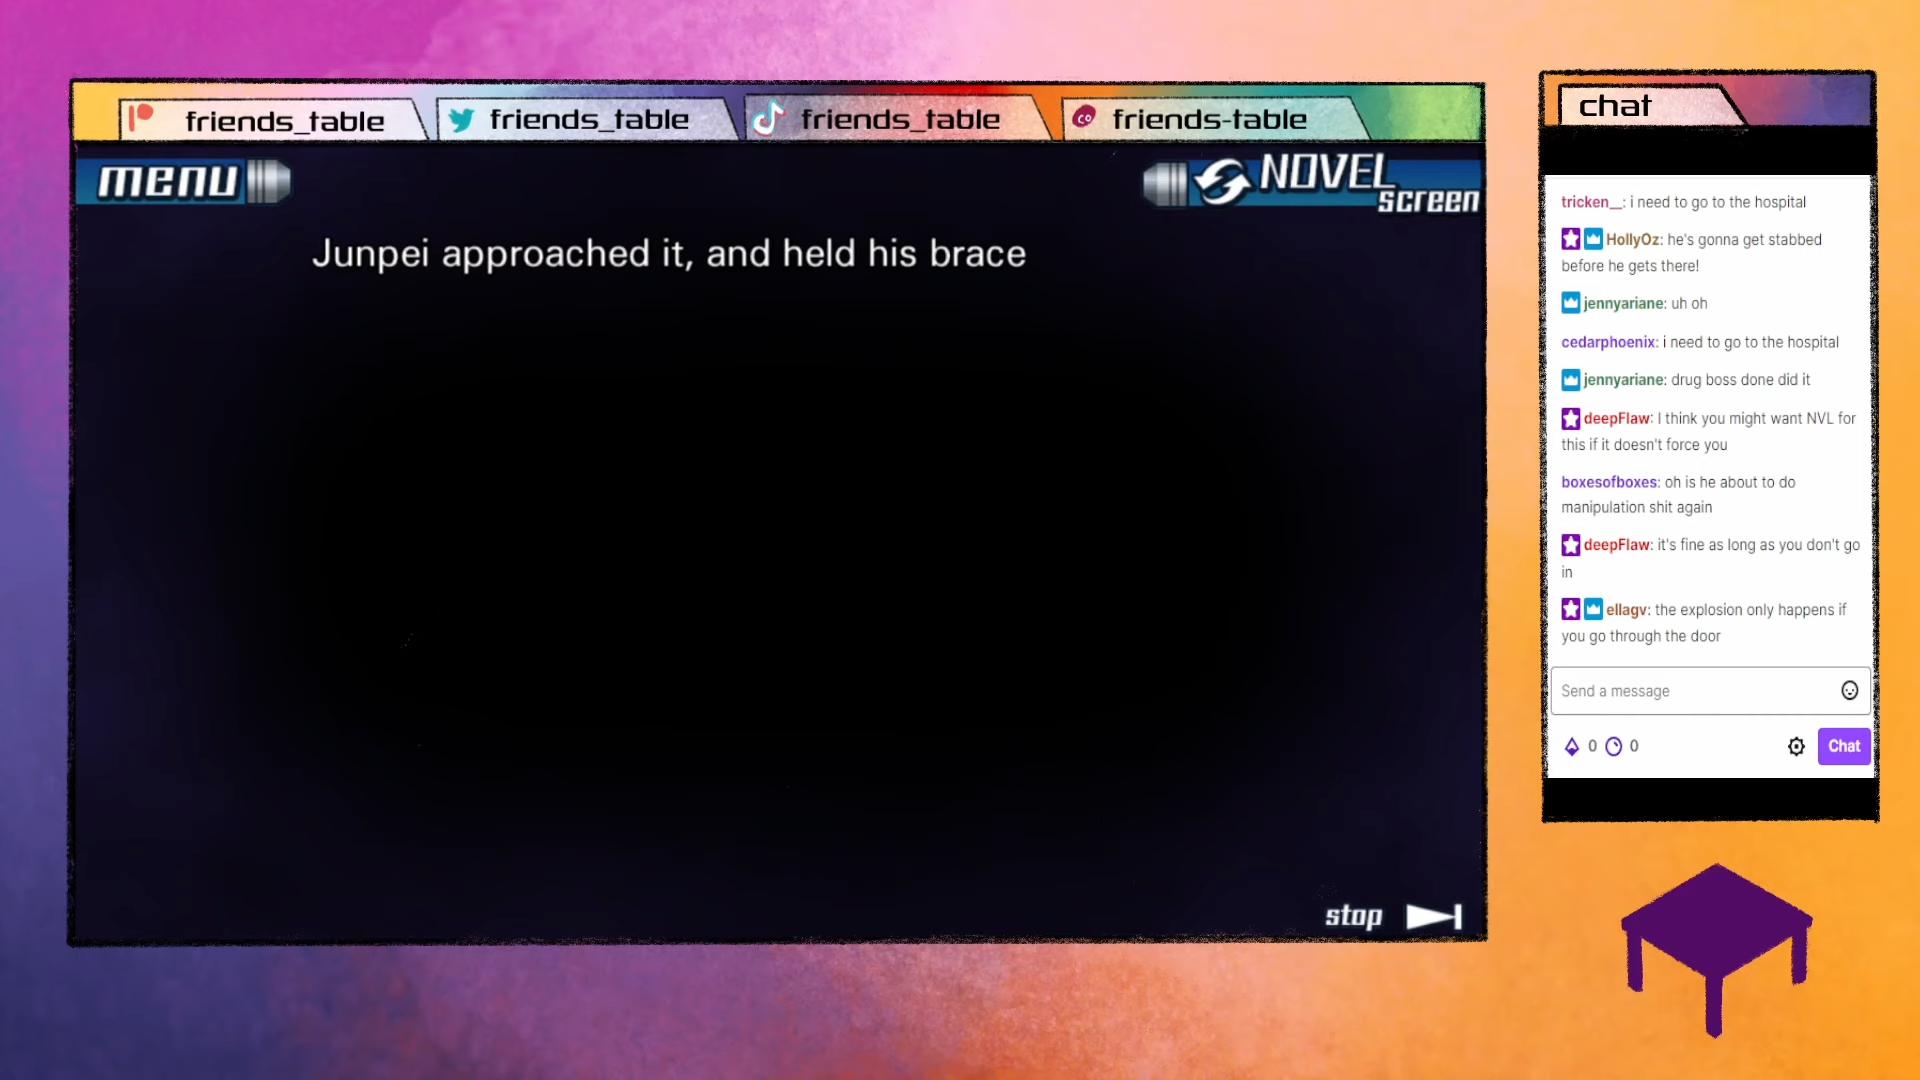 friends_table
friends_table
friends_table
friends-table
chat
menu
NOVEL
screen
Junpei approached it, and held his brace
stop
tricken__: i need to go to the hospital
HollyOz: he's gonna get stabbed
before he gets there!
jennyariane: uh oh
cedarphoenix: i need to go to the hospital
jennyariane: drug boss done did it
deepFlaw: I think you might want NVL for
this if it doesn't force you
boxesofboxes: oh is he about to do
manipulation shit again
deepFlaw: it's fine as long as you don't go
in
ellagv: the explosion only happens if
you go through the door
Send a message
0 0
Chat